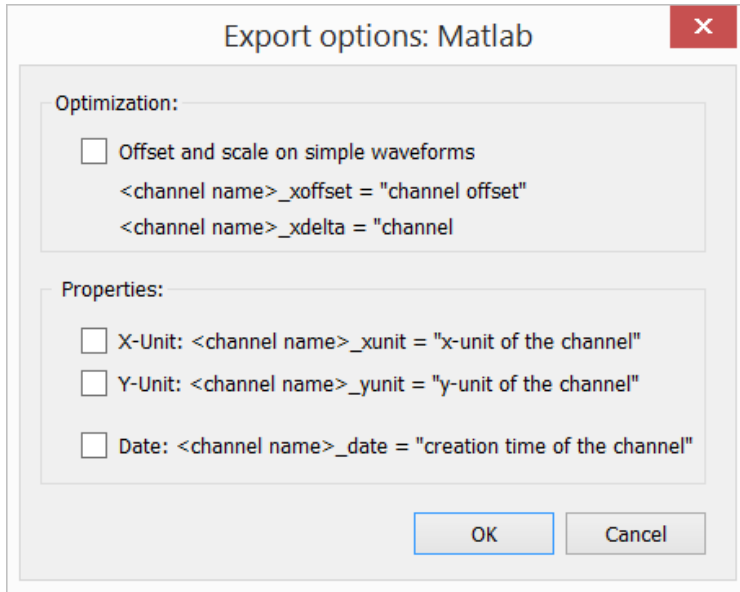 Export options: Matlab
Optimization:
Offset and scale on simple waveforms
<channel name>_xoffset = "channel offset"
<channel name>_xdelta = "channel
Properties:
X-Unit: <channel name>_xunit = "x-unit of the channel"
Y-Unit: <channel name>_yunit = "y-unit of the channel"
Date: <channel name>_date = "creation time of the channel"
OK Cancel